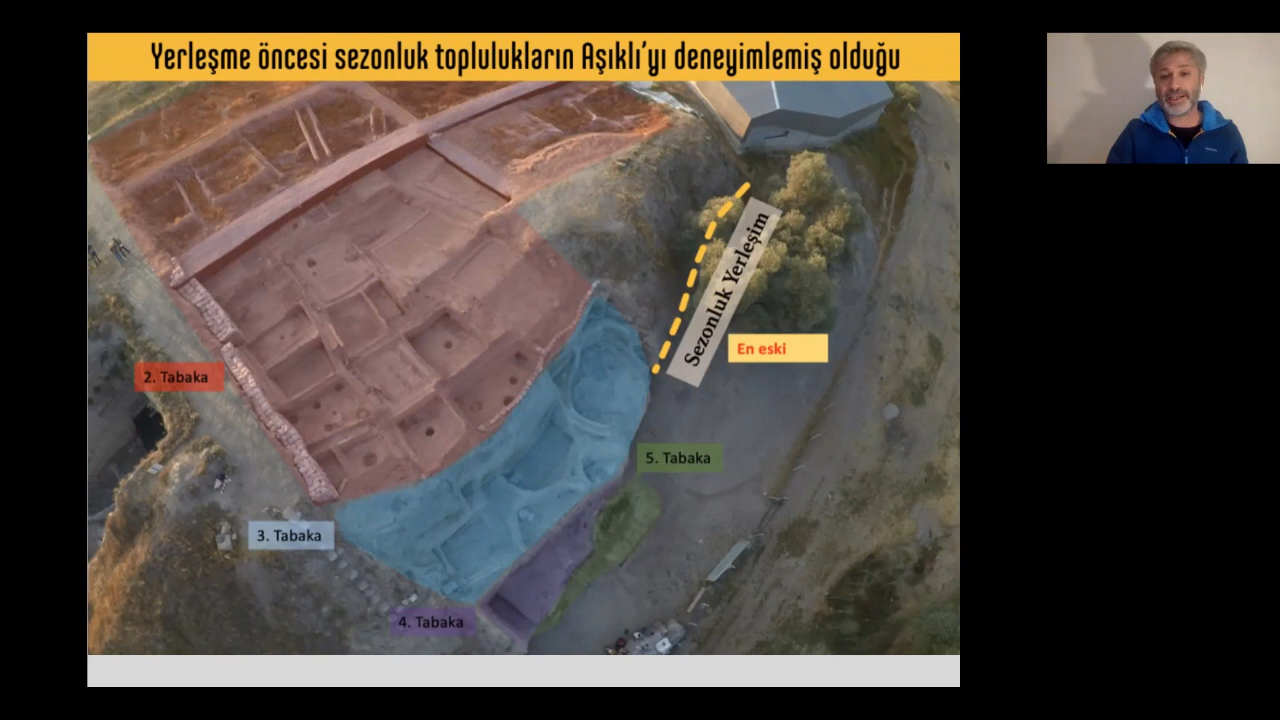 Yerleşme öncesi sezonluk toplulukların Aşıklı'yı deneyimlemiş olduğu
Sezonluk Yerleşim
En eski
2. Tabaka
5. Tabaka
3. Tabaka
4. Tabaka